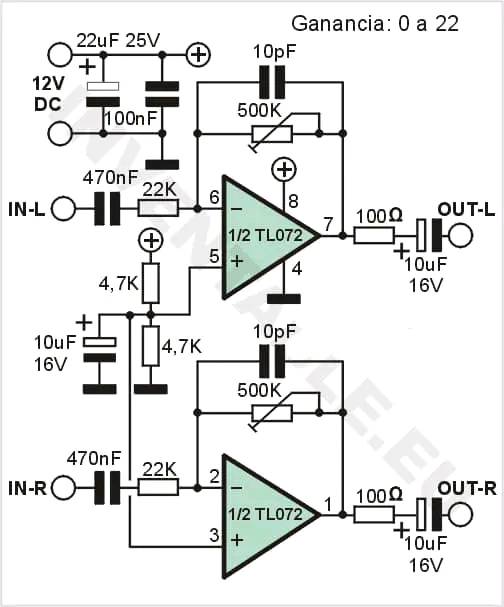 Ganancia: 0 a 22
22uF 25V
+
+
12V
DC
100nF
10pF
500K
470nF
22K
IN-L
6
−
+
8
1/2 TL072
7
100Ω
OUT-L
+
10uF
16V
5
+
4
+
4,7K
+
10uF
16V
4,7K
10pF
500K
470nF
22K
IN-R
2
−
1/2 TL072
1
100Ω
OUT-R
+
10uF
16V
3
+
INVENTABLE.EU